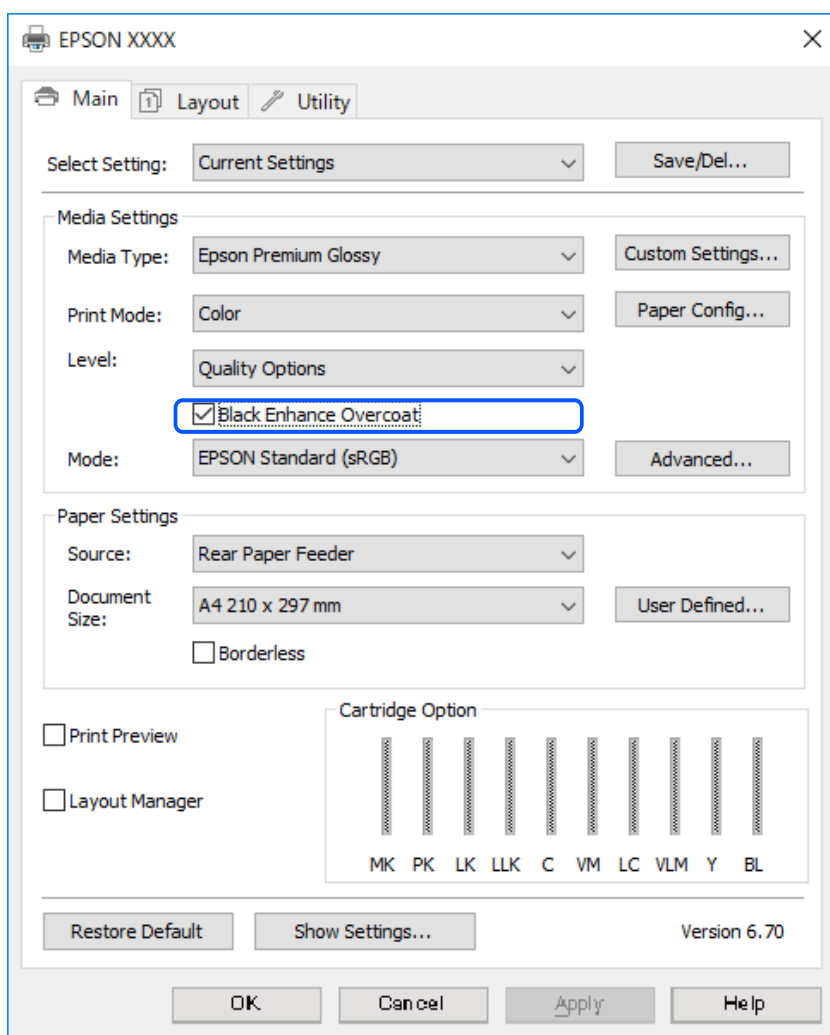 EPSON XXXX
Main
1
Layout
Utility
Select Setting:
Current Settings
Save/Del...
Media Settings
Media Type:
Epson Premium Glossy
Custom Settings...
Print Mode:
Color
Paper Config...
Level:
Quality Options
Black Enhance Overcoat
Mode:
EPSON Standard (sRGB)
Advanced...
Paper Settings
Source:
Rear Paper Feeder
Document
Size:
A4 210 x 297 mm
User Defined...
Borderless
Print Preview
Layout Manager
Cartridge Option
MK PK LK LLK C VM LC VLM Y BL
Restore Default
Show Settings...
Version 6.70
OK
Cancel
Apply
Help